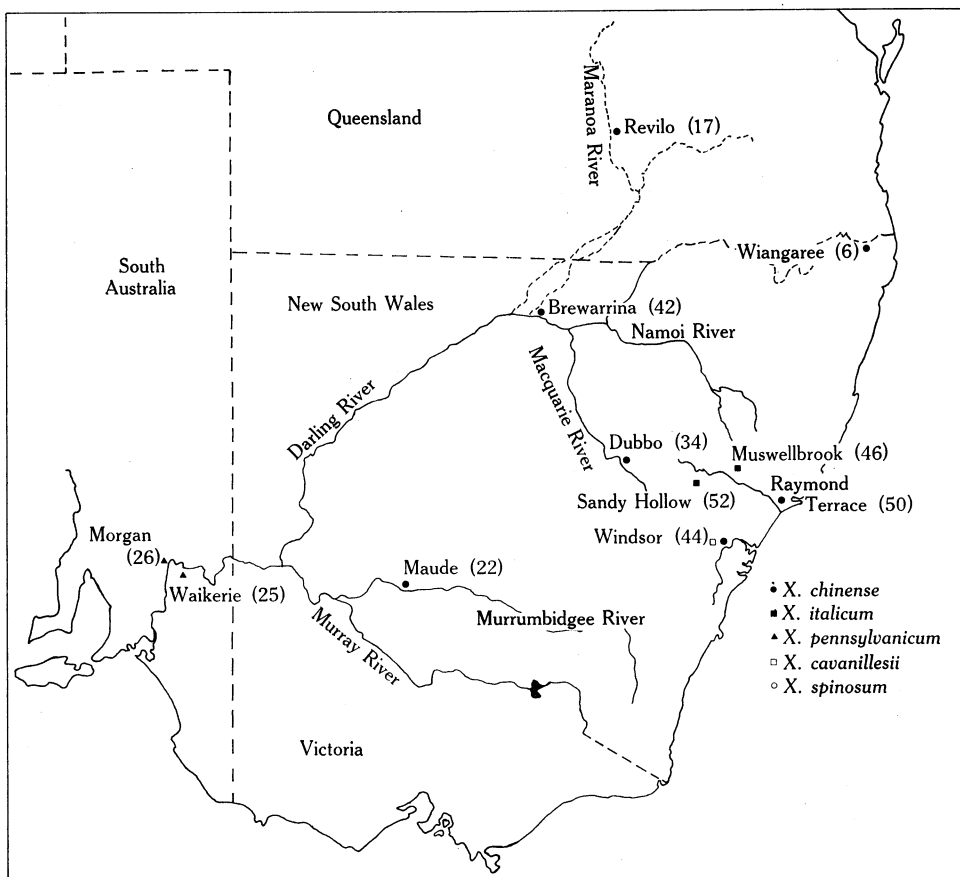 Queensland
Maranoa River
Revilo (17)
Wiangaree (6)
South
Australia
New South Wales
Brewarrina (42)
Namoi River
Darling River
Macquarie River
Dubbo (34)
Muswellbrook (46)
Sandy Hollow (52)
Raymond
Terrace (50)
Windsor (44)
Morgan
(26)
Waikerie (25)
Maude (22)
Murrumbidgee River
Murray River
Victoria
X. chinense
X. italicum
X. pennsylvanicum
X. cavanillesii
X. spinosum